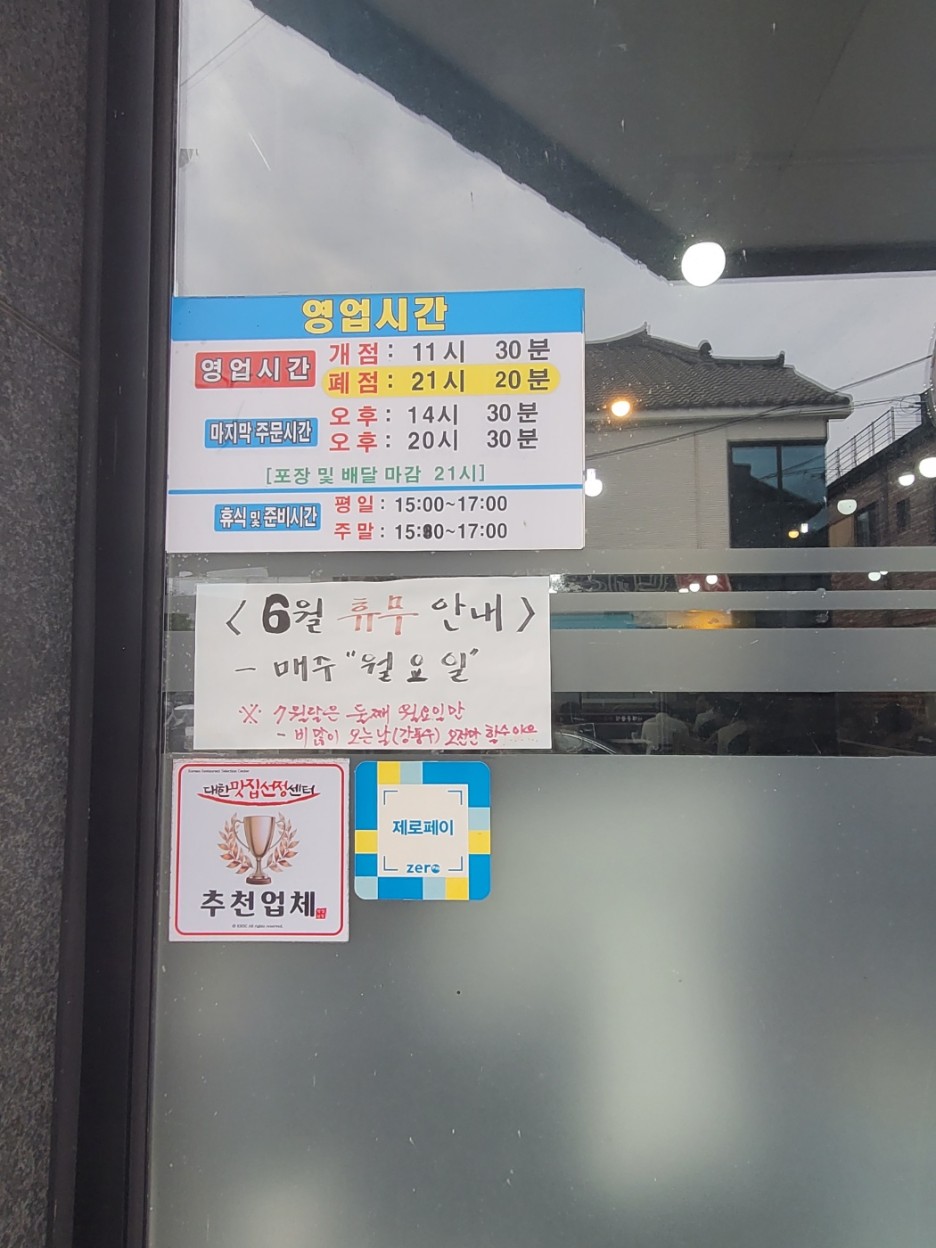 영업시간
영업시간 개점 : 11시 30분
폐점 : 21시 20분
마지막 주문시간 오후 : 14시 30분
오후 : 20시 30분
[포장 및 배달 마감 21시]
휴식 및 준비시간 평일 : 15:00~17:00
주말 : 15:00~17:00
<6월 휴무 안내>
- 매주 "월요일"
※ 7월달은 둘째 월요일만
- 비많이 오는날(강풍우) 오전만 할수아요
대한맛집선정센터
추천업체
제로페이
zero